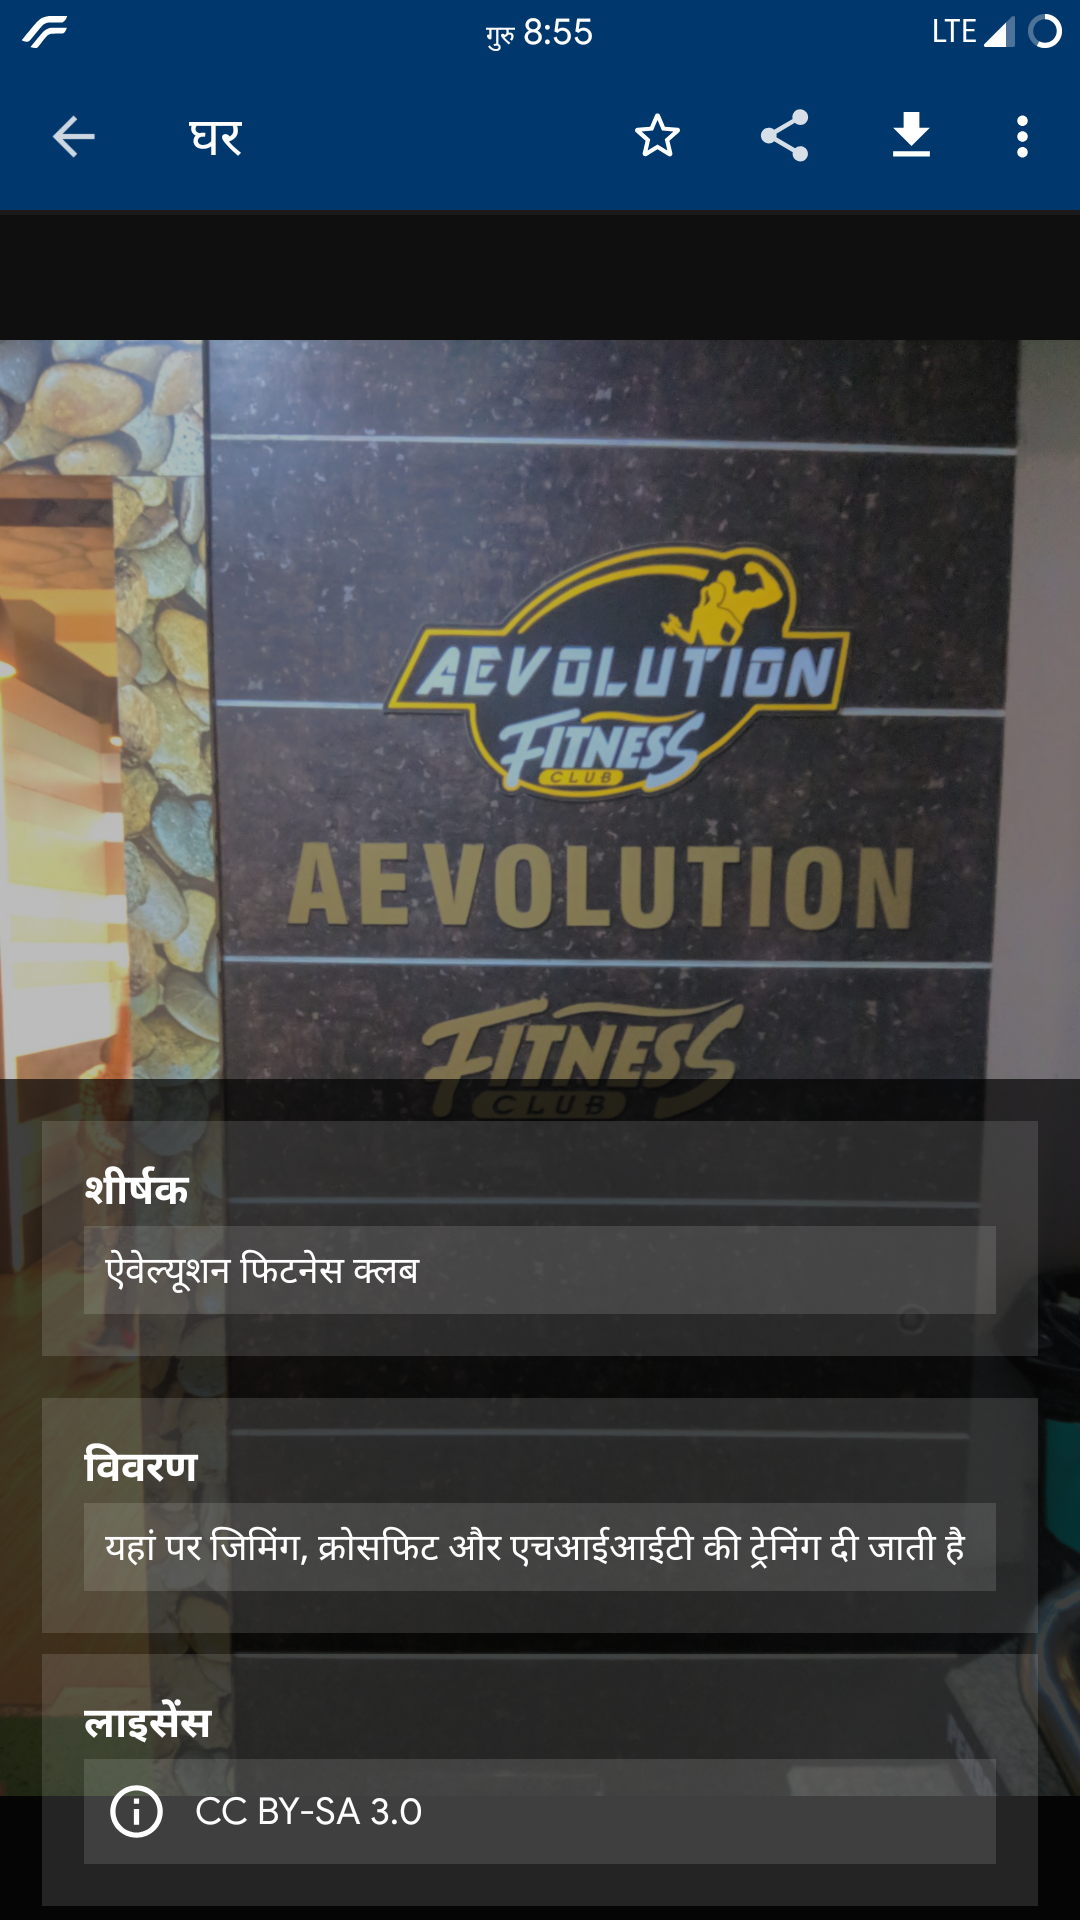 गुरु 8:55
LTE
घर
AEVOLUTION
FITNESS
CLUB
AEVOLUTION
FITNESS
CLUB
शीर्षक
ऐवेल्यूशन फिटनेस क्लब
विवरण
यहां पर जिमिंग, क्रोसफिट और एचआईआईटी की ट्रेनिंग दी जाती है
लाइसेंस
CC BY-SA 3.0